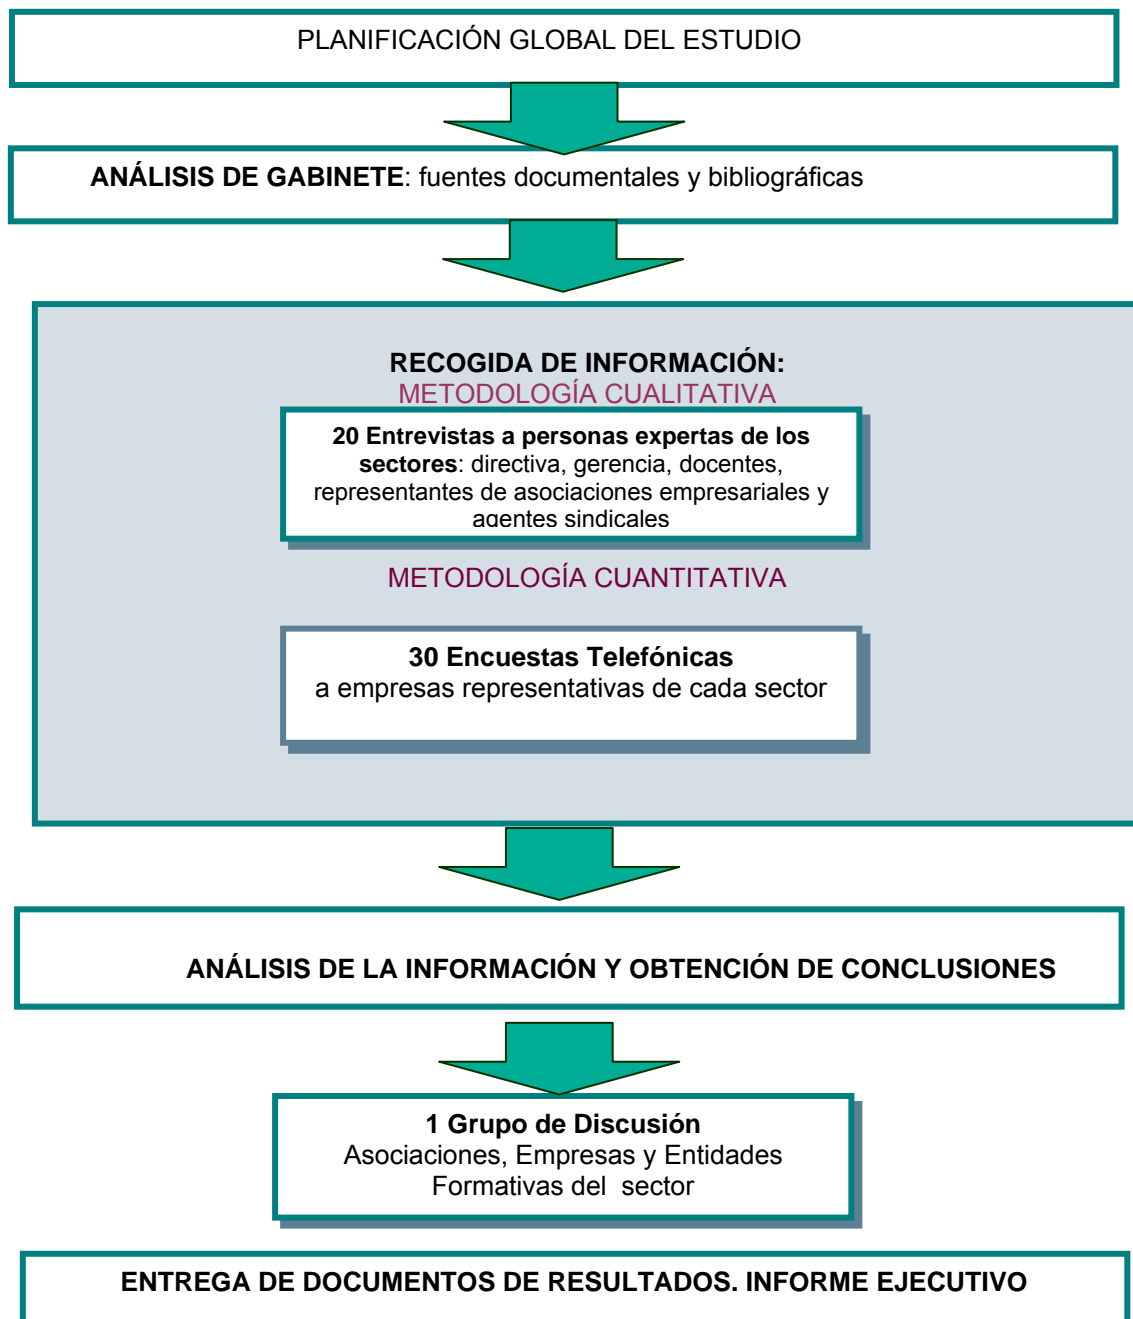 PLANIFICACIÓN GLOBAL DEL ESTUDIO
ANÁLISIS DE GABINETE: fuentes documentales y bibliográficas
RECOGIDA DE INFORMACIÓN:
METODOLOGÍA CUALITATIVA
20 Entrevistas a personas expertas de los
sectores: directiva, gerencia, docentes,
representantes de asociaciones empresariales y
agentes sindicales
METODOLOGÍA CUANTITATIVA
30 Encuestas Telefónicas
a empresas representativas de cada sector
ANÁLISIS DE LA INFORMACIÓN Y OBTENCIÓN DE CONCLUSIONES
1 Grupo de Discusión
Asociaciones, Empresas y Entidades
Formativas del sector
ENTREGA DE DOCUMENTOS DE RESULTADOS. INFORME EJECUTIVO